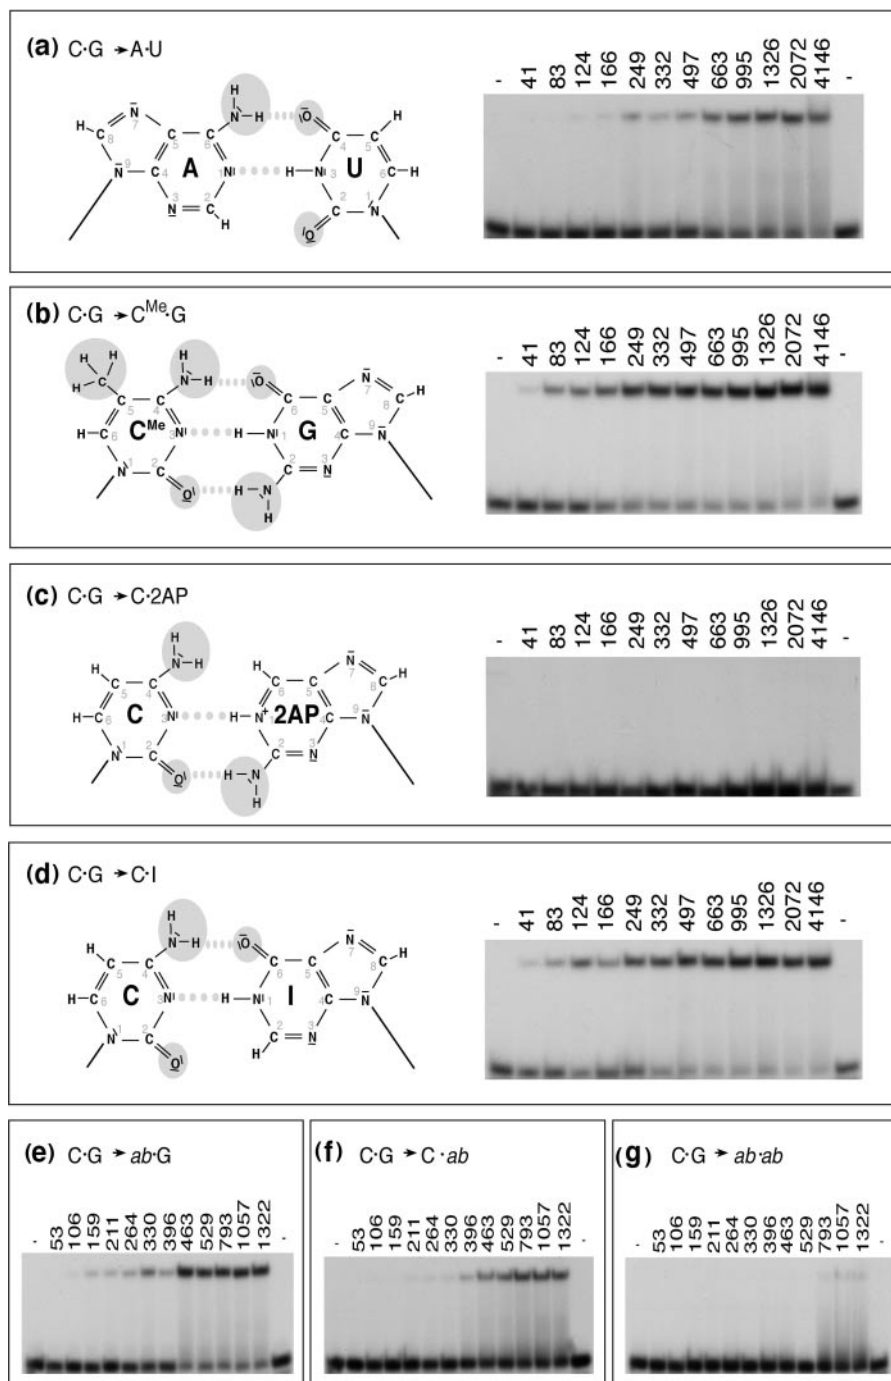 (a) C·G → A·U
- 41 83 124 166 249 332 497 663 995 1326 2072 4146 -
A U
(b) C·G → C^Me·G
- 41 83 124 166 249 332 497 663 995 1326 2072 4146 -
C^Me G
(c) C·G → C·2AP
- 41 83 124 166 249 332 497 663 995 1326 2072 4146 -
C 2AP
(d) C·G → C·I
- 41 83 124 166 249 332 497 663 995 1326 2072 4146 -
C I
(e) C·G → ab·G
- 53 106 159 211 264 330 396 463 529 793 1057 1322 -
(f) C·G → C·ab
- 53 106 159 211 264 330 396 463 529 793 1057 1322 -
(g) C·G → ab·ab
- 53 106 159 211 264 330 396 463 529 793 1057 1322 -